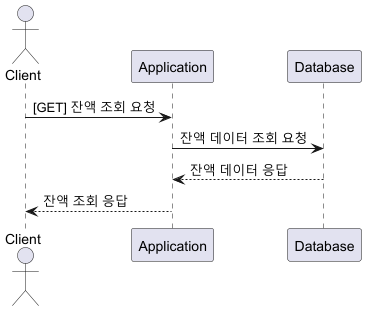 Client
Application
Database
[GET] 잔액 조회 요청
잔액 데이터 조회 요청
잔액 데이터 응답
잔액 조회 응답
Client
Application
Database